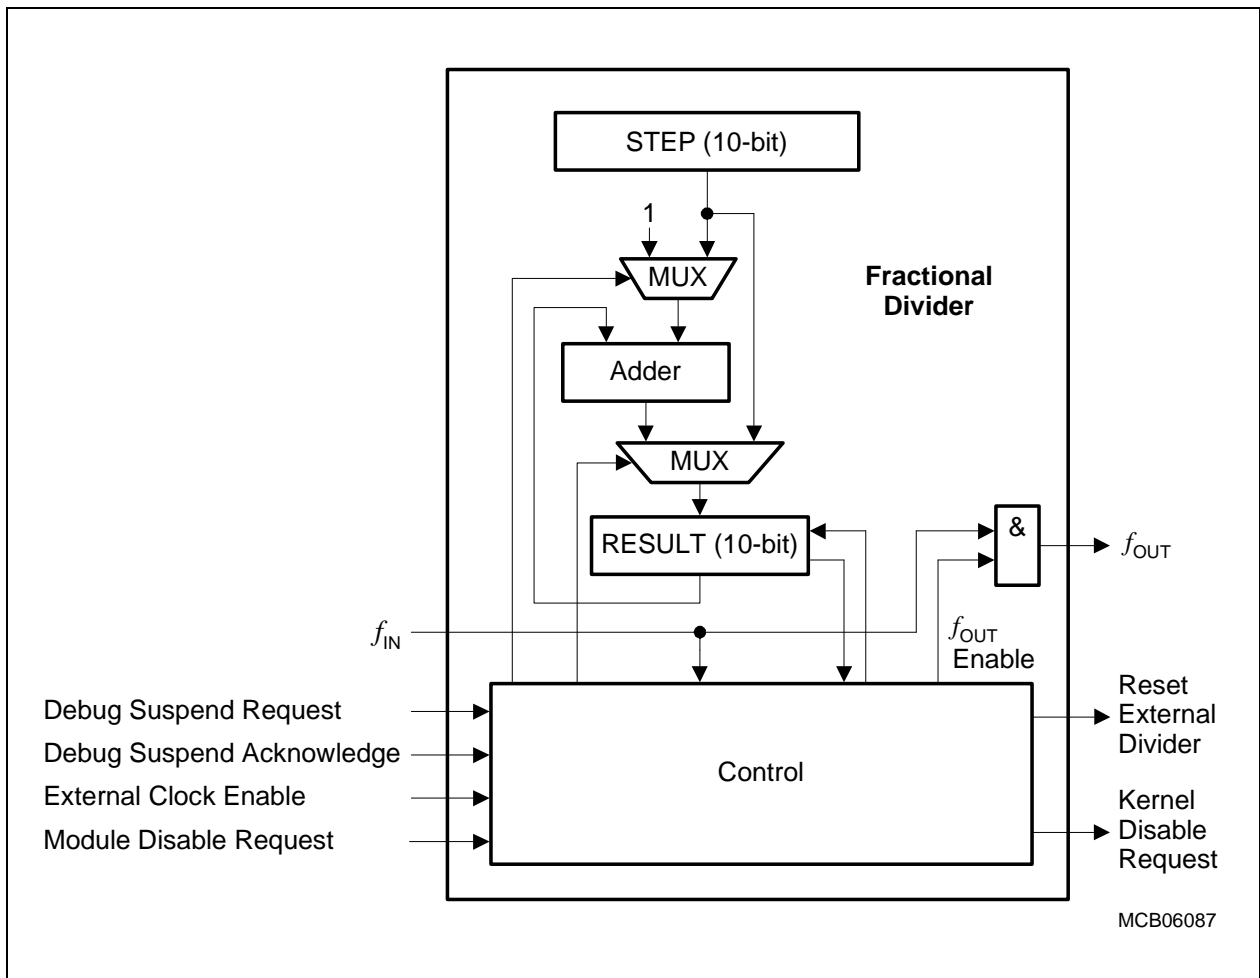 STEP (10-bit)
1
MUX
Fractional
Divider
Adder
MUX
RESULT (10-bit)
&
fOUT
fIN
fOUT
Enable
Debug Suspend Request
Debug Suspend Acknowledge
External Clock Enable
Module Disable Request
Control
Reset
External
Divider
Kernel
Disable
Request
MCB06087